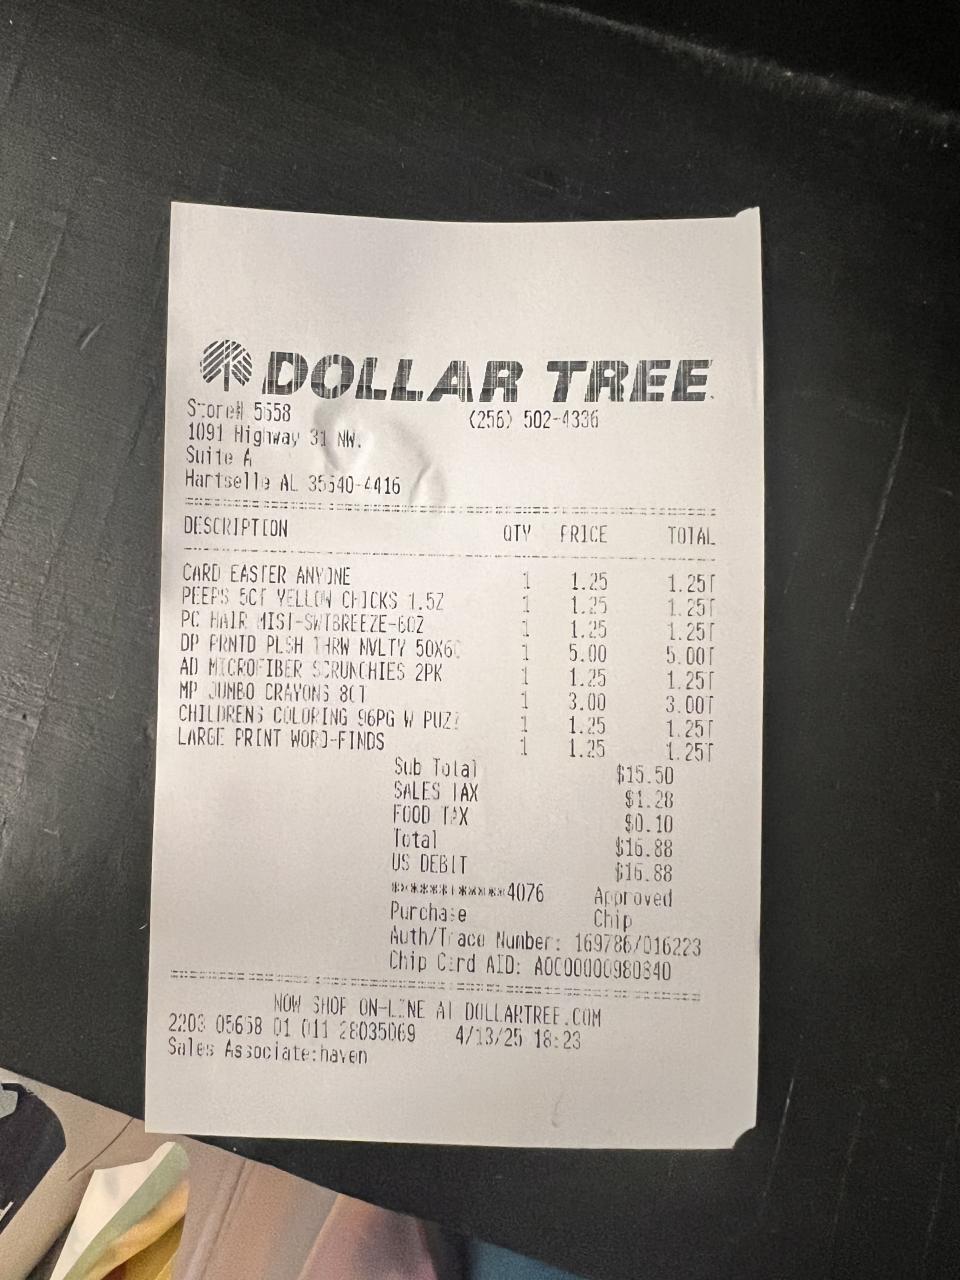 DOLLAR TREE
Store# 5658 (256) 502-4336
1091 Highway 31 NW.
Suite A
Hartselle AL 35640-4416
DESCRIPTION QTY PRICE TOTAL
CARD EASTER ANYONE 1 1.25 1.25T
PEEPS 5CT YELLOW CHICKS 1.5Z 1 1.25 1.25T
PC HAIR MIST-SWTBREEZE-6OZ 1 1.25 1.25T
DP PRNTD PLSH THRW NVLTY 50X60 1 5.00 5.00T
AD MICROFIBER SCRUNCHIES 2PK 1 1.25 1.25T
MP JUMBO CRAYONS 8CT 1 3.00 3.00T
CHILDRENS COLORING 96PG W PUZZ 1 1.25 1.25T
LARGE PRINT WORD-FINDS 1 1.25 1.25T
Sub Total $15.50
SALES TAX $1.28
FOOD TAX $0.10
Total $16.88
US DEBIT $16.88
************4076 Approved
Purchase Chip
Auth/Trace Number: 169786/016223
Chip Card AID: A0000000980840
NOW SHOP ON-LINE AT DOLLARTREE.COM
2203 05658 01 011 28035069 4/13/25 18:23
Sales Associate:haven